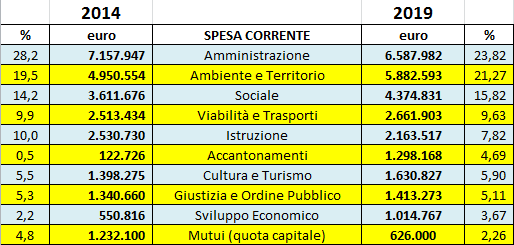 2014 2019
% euro SPESA CORRENTE euro %
28,2 7.157.947 Amministrazione 6.587.982 23,82
19,5 4.950.554 Ambiente e Territorio 5.882.593 21,27
14,2 3.611.676 Sociale 4.374.831 15,82
9,9 2.513.434 Viabilità e Trasporti 2.661.903 9,63
10,0 2.530.730 Istruzione 2.163.517 7,82
0,5 122.726 Accantonamenti 1.298.168 4,69
5,5 1.398.275 Cultura e Turismo 1.630.827 5,90
5,3 1.340.660 Giustizia e Ordine Pubblico 1.413.273 5,11
2,2 550.816 Sviluppo Economico 1.014.767 3,67
4,8 1.232.100 Mutui (quota capitale) 626.000 2,26